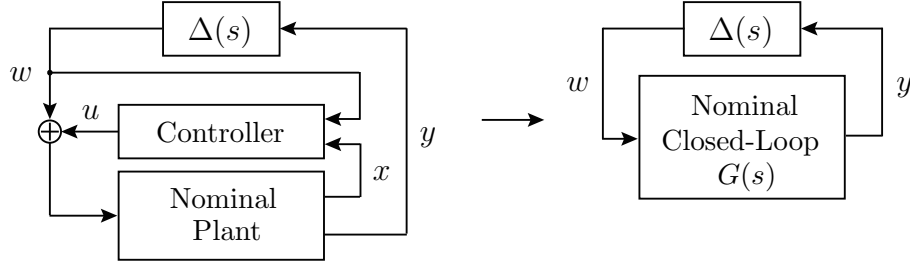 Δ(s)
w
u
Controller
y
x
Nominal
Plant
Δ(s)
w
y
Nominal
Closed-Loop
G(s)